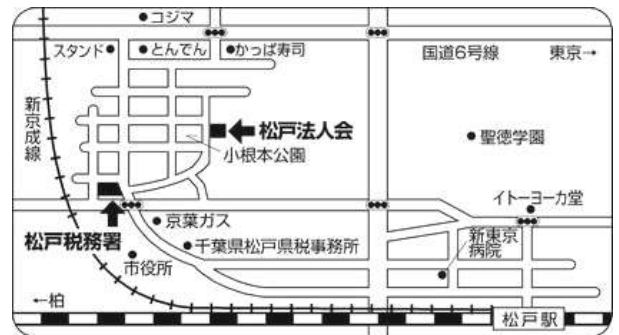 コジマ
スタンド
とんでん
かっぱ寿司
国道6号線
東京→
新京成線
松戸法人会
小根本公園
聖徳学園
イトーヨーカ堂
京葉ガス
松戸税務署
千葉県松戸県税事務所
新東京
病院
市役所
←柏
松戸駅